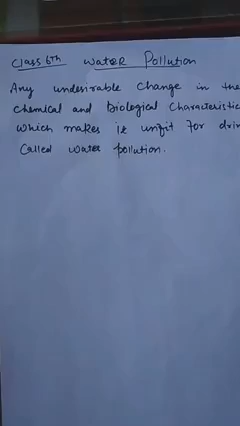 Class 6th Water Pollution
Any undesirable change in the
chemical and Biological characteristic
which makes it unfit for drin
called water pollution.